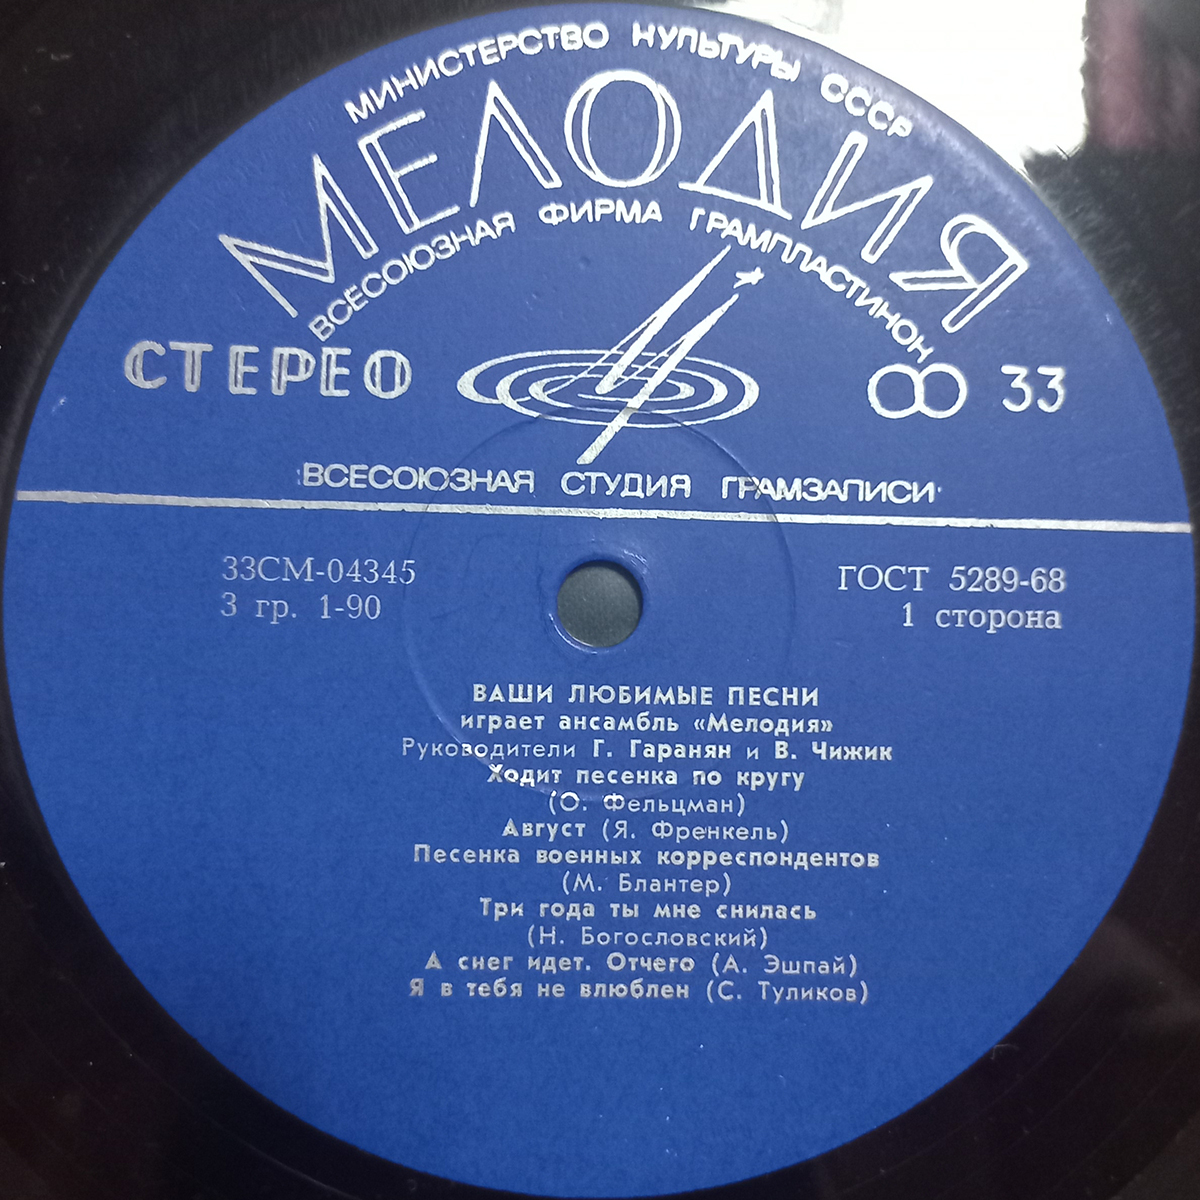 МИНИСТЕРСТВО КУЛЬТУРЫ СССР
МЕЛОДИЯ
ВСЕСОЮЗНАЯ ФИРМА ГРАМПЛАСТИНОК
СТЕРЕО
33
ВСЕСОЮЗНАЯ СТУДИЯ ГРАМЗАПИСИ
33СМ-04345
ГОСТ 5289-68
3 гр. 1-90
1 сторона
ВАШИ ЛЮБИМЫЕ ПЕСНИ
играет ансамбль «Мелодия»
Руководители Г. Гаранян и В. Чижик
Ходит песенка по кругу
(О. Фельцман)
Август (Я. Френкель)
Песенка военных корреспондентов
(М. Блантер)
Три года ты мне снилась
(Н. Богословский)
А снег идет. Отчего (А. Эшпай)
Я в тебя не влюблен (С. Туликов)